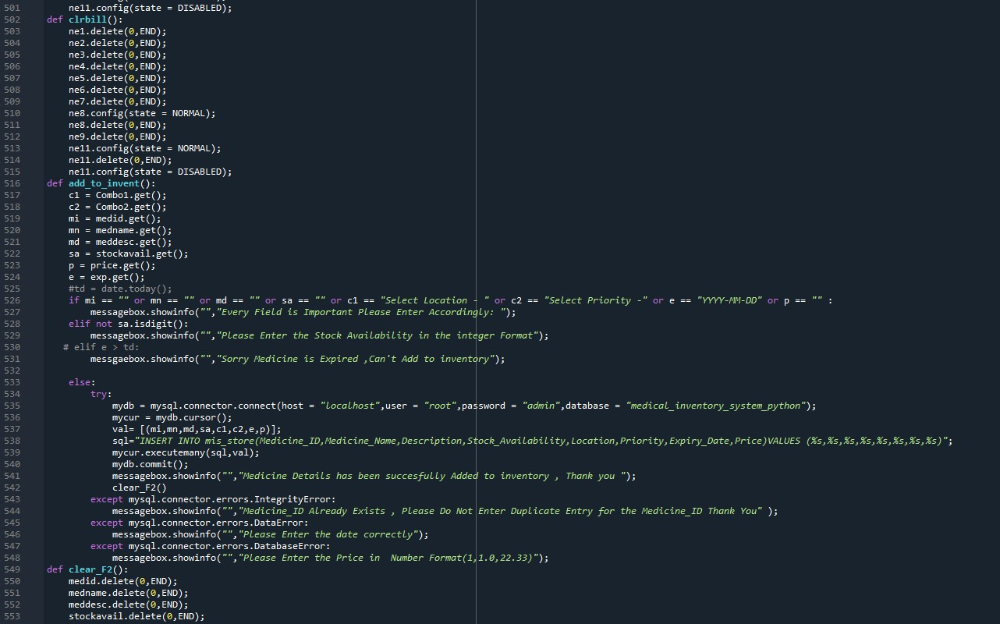 501 ne11.config(state = DISABLED);
502 def clrbill():
503 ne1.delete(0,END);
504 ne2.delete(0,END);
505 ne3.delete(0,END);
506 ne4.delete(0,END);
507 ne5.delete(0,END);
508 ne6.delete(0,END);
509 ne7.delete(0,END);
510 ne8.config(state = NORMAL);
511 ne8.delete(0,END);
512 ne9.delete(0,END);
513 ne11.config(state = NORMAL);
514 ne11.delete(0,END);
515 ne11.config(state = DISABLED);
516 def add_to_invent():
517 c1 = Combo1.get();
518 c2 = Combo2.get();
519 mi = medid.get();
520 mn = medname.get();
521 md = meddesc.get();
522 sa = stockavail.get();
523 p = price.get();
524 e = exp.get();
525 #td = date.today();
526 if mi == "" or mn == "" or md == "" or sa == "" or c1 == "Select Location - " or c2 == "Select Priority -" or e == "YYYY-MM-DD" or p == "" :
527 messagebox.showinfo("","Every Field is Important Please Enter Accordingly: ");
528 elif not sa.isdigit():
529 messagebox.showinfo("","Please Enter the Stock Availability in the integer Format");
530 # elif e > td:
531 messgaebox.showinfo("","Sorry Medicine is Expired ,Can't Add to inventory");
532
533 else:
534 try:
535 mydb = mysql.connector.connect(host = "localhost",user = "root",password = "admin",database = "medical_inventory_system_python");
536 mycur = mydb.cursor();
537 val= [(mi,mn,md,sa,c1,c2,e,p)];
538 sql="INSERT INTO mis_store(Medicine_ID,Medicine_Name,Description,Stock_Availability,Location,Priority,Expiry_Date,Price)VALUES (%s,%s,%s,%s,%s,%s,%s,%s)";
539 mycur.executemany(sql,val);
540 mydb.commit();
541 messagebox.showinfo("","Medicine Details has been succesfully Added to inventory , Thank you ");
542 clear_F2()
543 except mysql.connector.errors.IntegrityError:
544 messagebox.showinfo("","Medicine_ID Already Exists , Please Do Not Enter Duplicate Entry for the Medicine_ID Thank You" );
545 except mysql.connector.errors.DataError:
546 messagebox.showinfo("","Please Enter the date correctly");
547 except mysql.connector.errors.DatabaseError:
548 messagebox.showinfo("","Please Enter the Price in  Number Format(1,1.0,22.33)");
549 def clear_F2():
550 medid.delete(0,END);
551 medname.delete(0,END);
552 meddesc.delete(0,END);
553 stockavail.delete(0,END);